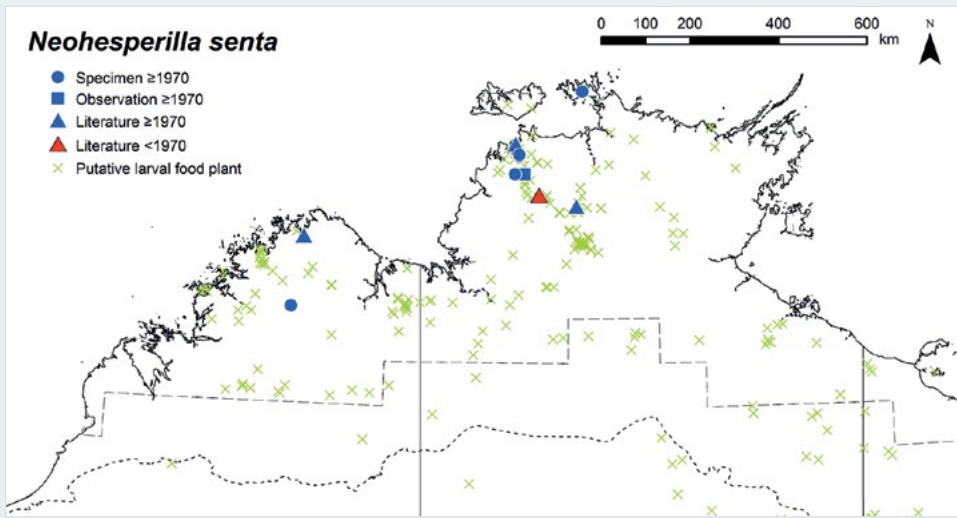 Neohesperilla senta
Specimen ≥1970
Observation ≥1970
Literature ≥1970
Literature <1970
Putative larval food plant
0 100 200 400 600
km
N